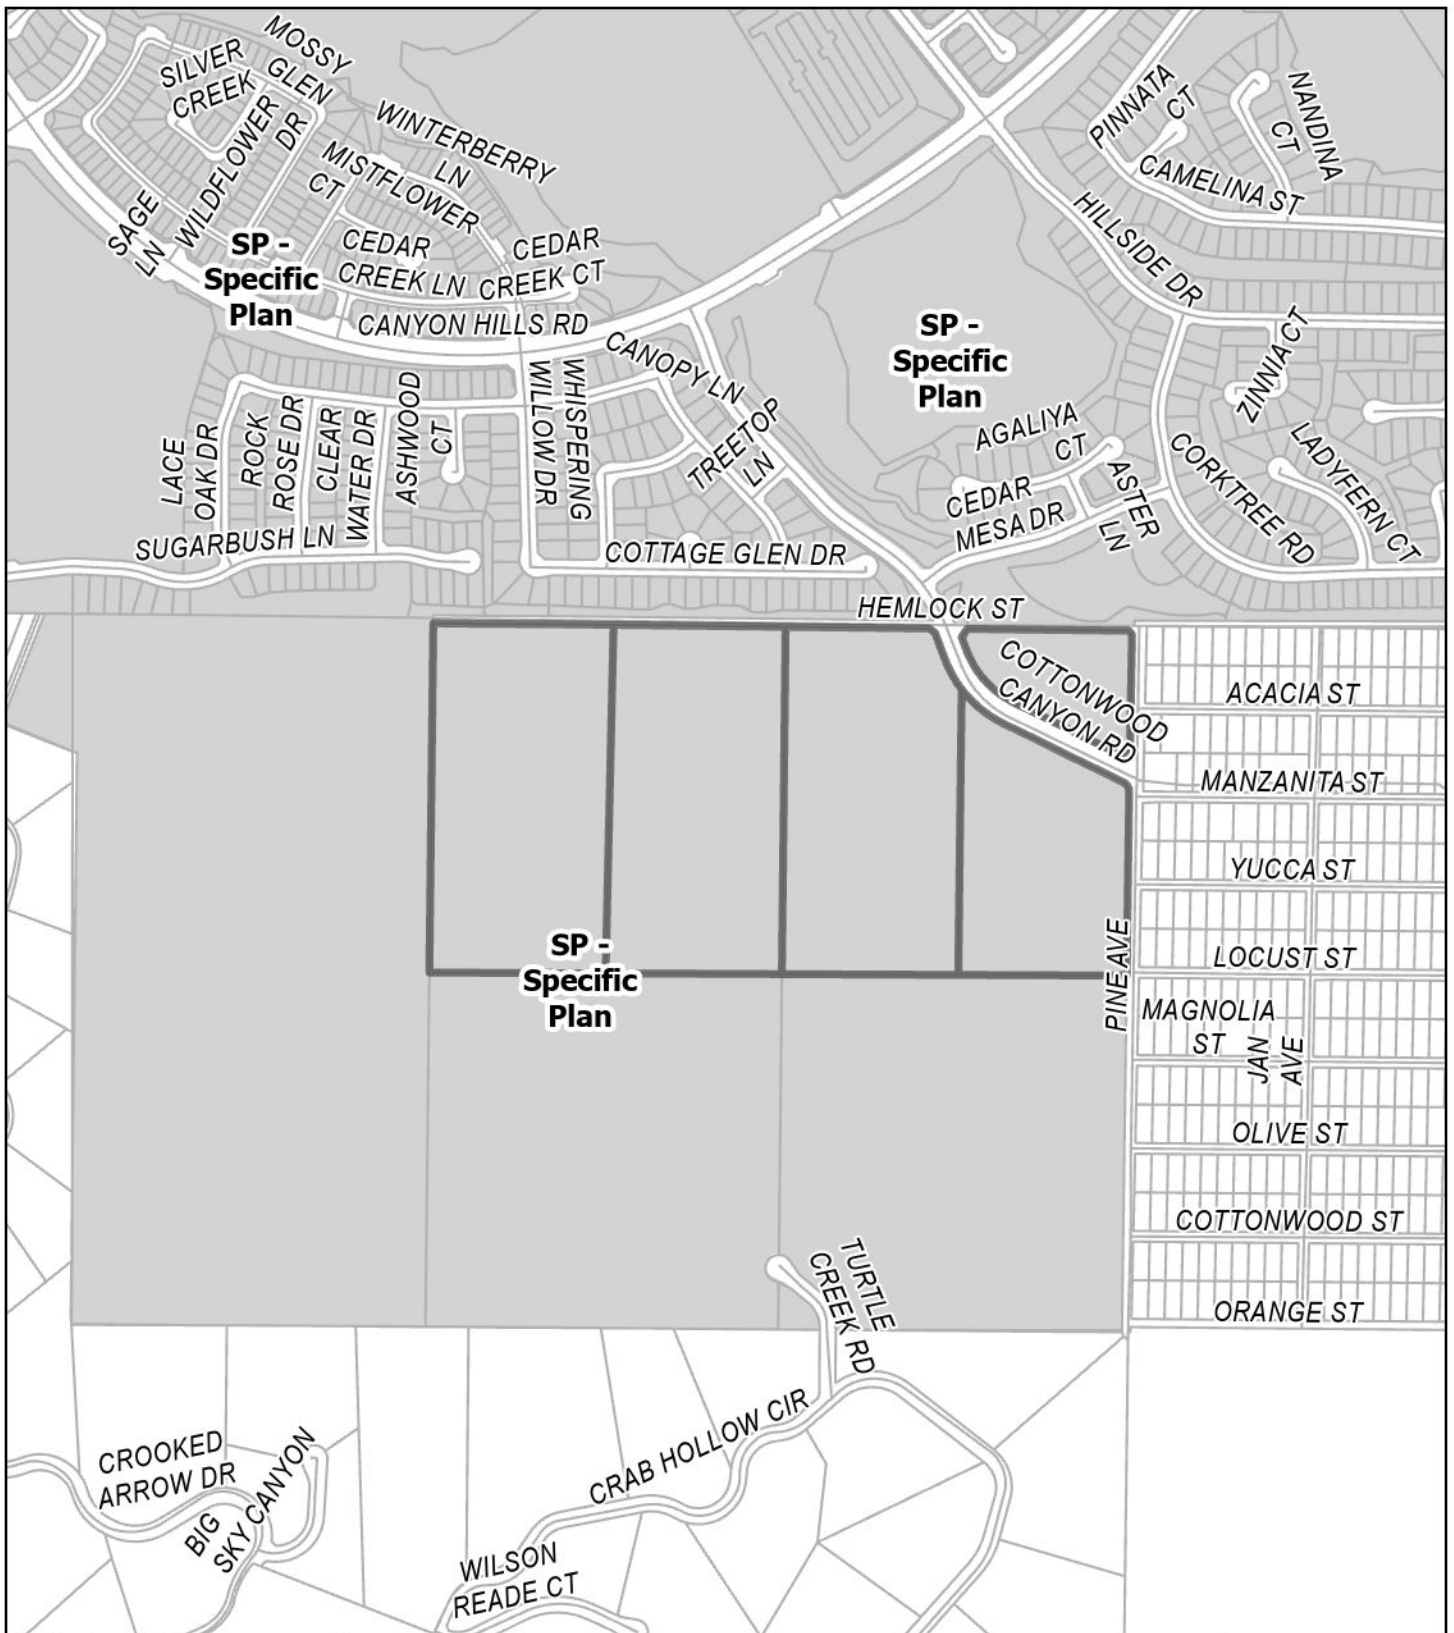 MOSSY
GLEN
SILVER
CREEK
WILDFLOWER
DR
WINTERBERRY
LN
MISTFLOWER
CT
SAGE
LN
SP -
Specific
Plan
CEDAR
CREEK LN
CEDAR
CREEK CT
CANYON HILLS RD
PINNATA
CT
NANDINA
CT
CAMELINA ST
HILLSIDE DR
SP -
Specific
Plan
ZINNIA CT
CANOPY LN
LACE
OAK DR
ROCK
ROSE DR
CLEAR
WATER DR
ASHWOOD
CT
WHISPERING
WILLOW DR
TREETOP
LN
AGALIYA
CT
CEDAR
MESA DR
ASTER
LN
CORKTREE RD
LADYFERN CT
SUGARBUSH LN
COTTAGE GLEN DR
HEMLOCK ST
COTTONWOOD
CANYON RD
ACACIA ST
MANZANITA ST
YUCCA ST
LOCUST ST
PINE AVE
MAGNOLIA
ST
JAN
AVE
SP -
Specific
Plan
OLIVE ST
COTTONWOOD ST
ORANGE ST
TURTLE
CREEK RD
CRAB HOLLOW CIR
CROOKED
ARROW DR
BIG
SKY CANYON
WILSON
READE CT